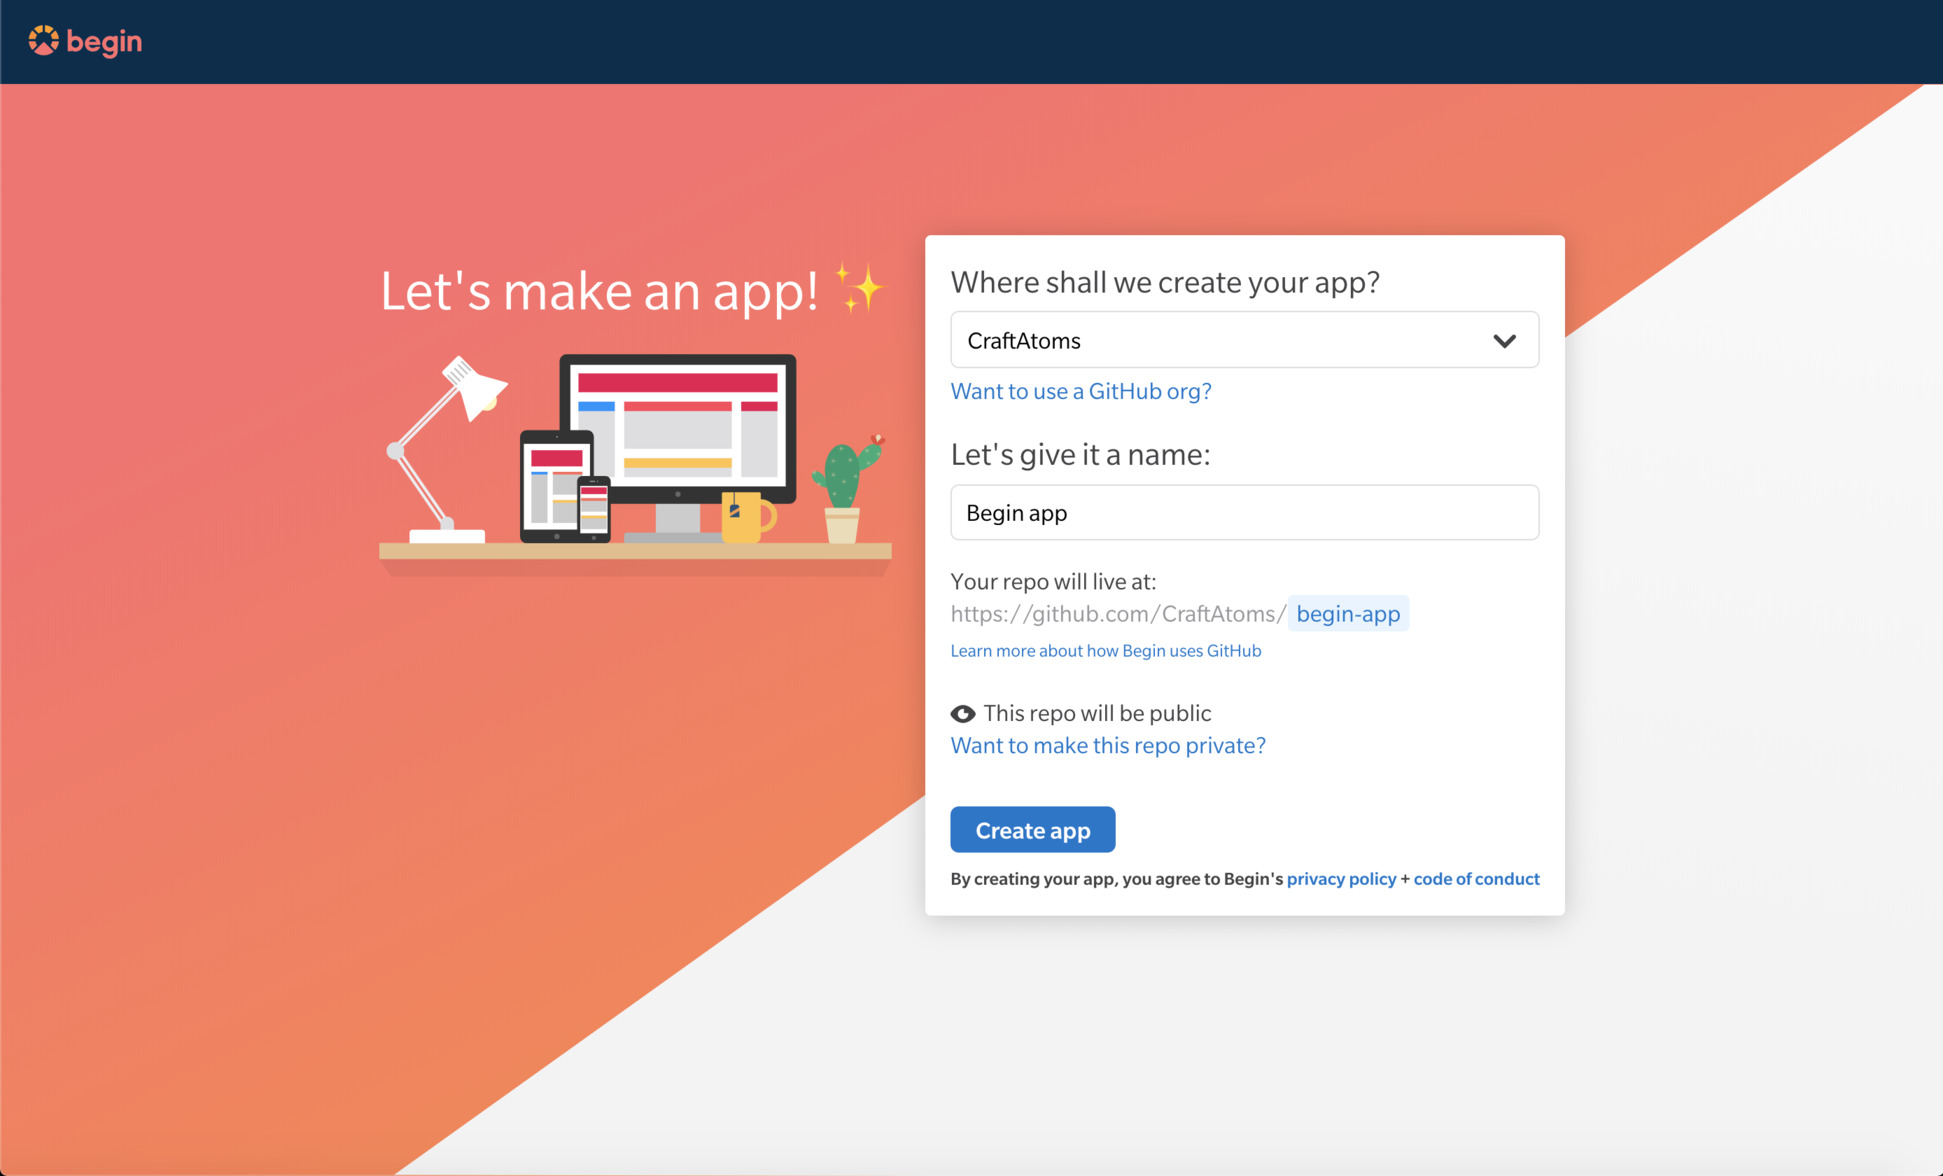 begin
Let's make an app! ✨
Where shall we create your app?
CraftAtoms
Want to use a GitHub org?
Let's give it a name:
Begin app
Your repo will live at:
https://github.com/CraftAtoms/ begin-app
Learn more about how Begin uses GitHub
This repo will be public
Want to make this repo private?
Create app
By creating your app, you agree to Begin's privacy policy + code of conduct